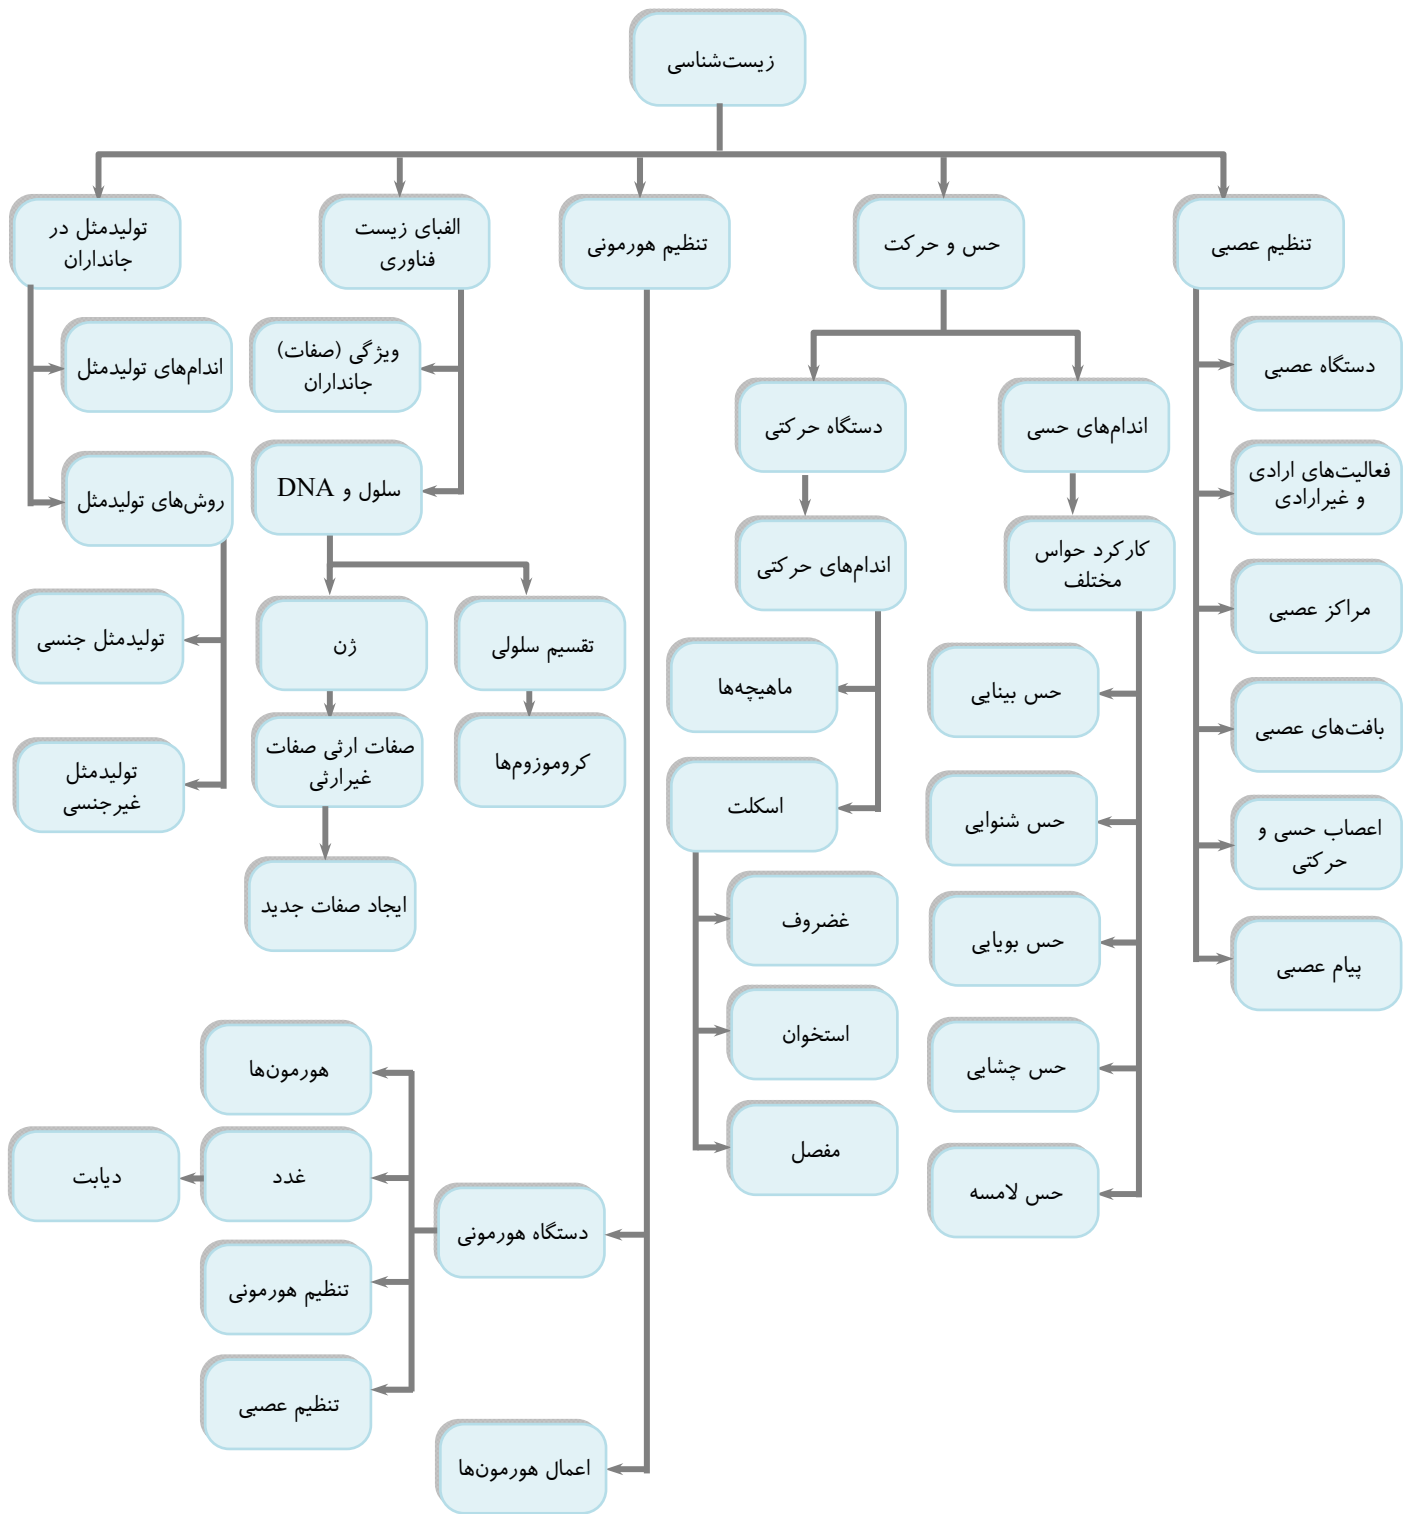 زیست‌شناسی
تنظیم عصبی
دستگاه عصبی
فعالیت‌های ارادی
و غیرارادی
مراکز عصبی
بافت‌های عصبی
اعصاب حسی و
حرکتی
پیام عصبی
حس و حرکت
اندام‌های حسی
کارکرد حواس
مختلف
حس بینایی
حس شنوایی
حس بویایی
حس چشایی
حس لامسه
دستگاه حرکتی
اندام‌های حرکتی
ماهیچه‌ها
اسکلت
غضروف
استخوان
مفصل
تنظیم هورمونی
دستگاه هورمونی
هورمون‌ها
غدد
دیابت
تنظیم هورمونی
تنظیم عصبی
اعمال هورمون‌ها
الفبای زیست
فناوری
ویژگی (صفات)
جانداران
سلول و DNA
تقسیم سلولی
کروموزوم‌ها
ژن
صفات ارثی صفات
غیرارثی
ایجاد صفات جدید
تولیدمثل در
جانداران
اندام‌های تولیدمثل
روش‌های تولیدمثل
تولیدمثل جنسی
تولیدمثل
غیرجنسی